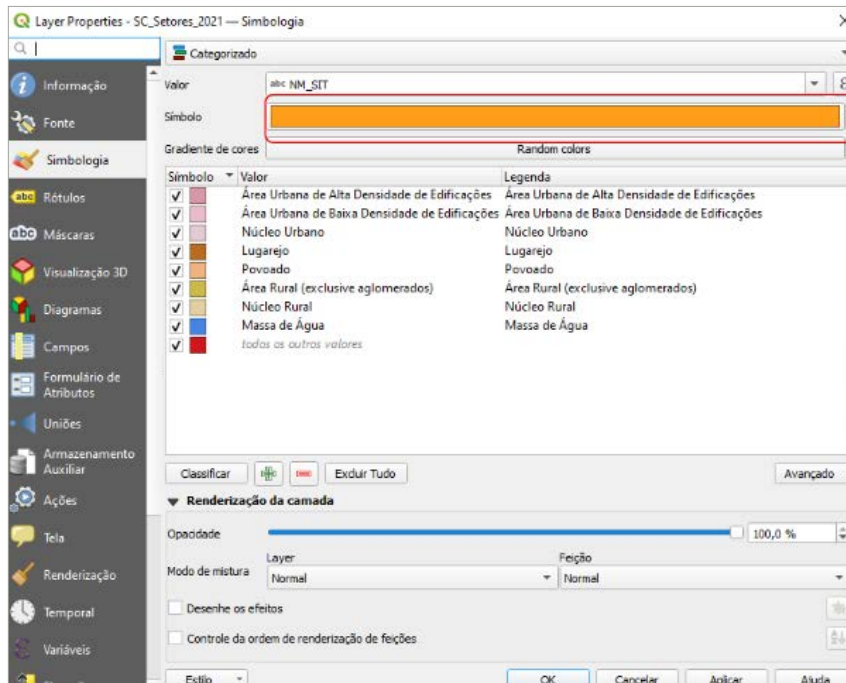 Layer Properties - SC_Setores_2021 — Simbologia
Informação
Fonte
Simbologia
abc Rótulos
abc Máscaras
Visualização 3D
Diagramas
Campos
Formulário de
Atributos
Uniões
Armazenamento
Auxiliar
Ações
Tela
Renderização
Temporal
Variáveis
Categorizado
Valor abc NM_SIT
Símbolo
Gradiente de cores Random colors
Símbolo Valor Legenda
Área Urbana de Alta Densidade de Edificações Área Urbana de Alta Densidade de Edificações
Área Urbana de Baixa Densidade de Edificações Área Urbana de Baixa Densidade de Edificações
Núcleo Urbano Núcleo Urbano
Lugarejo Lugarejo
Povoado Povoado
Área Rural (exclusive aglomerados) Área Rural (exclusive aglomerados)
Núcleo Rural Núcleo Rural
Massa de Água Massa de Água
todos os outros valores
Classificar Excluir Tudo Avançado
Renderização da camada
Opacidade 100,0 %
Layer Feição
Modo de mistura Normal Normal
Desenhe os efeitos
Controle da ordem de renderização de feições
Estilo OK Cancelar Aplicar Ajuda